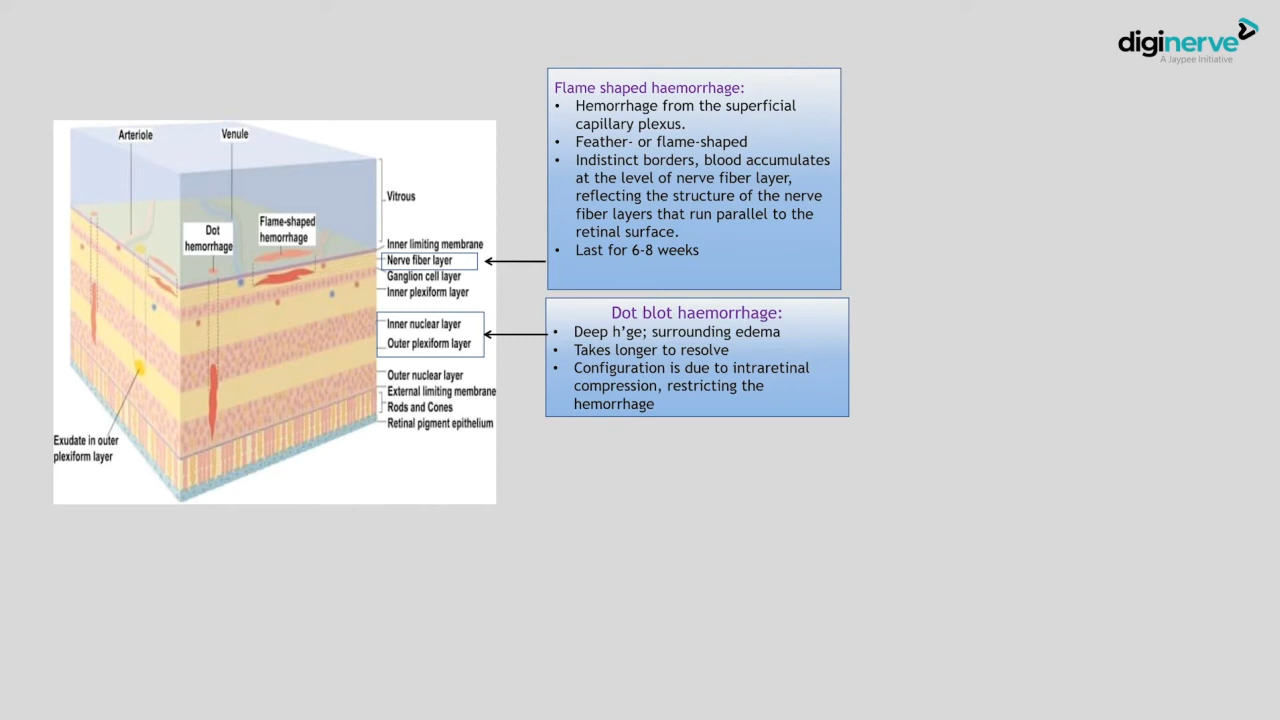 diginerve
A Jaypee Initiative
Arteriole
Venule
Vitrous
Dot
hemorrhage
Flame-shaped
hemorrhage
Inner limiting membrane
Nerve fiber layer
Ganglion cell layer
Inner plexiform layer
Inner nuclear layer
Outer plexiform layer
Outer nuclear layer
External limiting membrane
Rods and Cones
Retinal pigment epithelium
Exudate in outer
plexiform layer
Flame shaped haemorrhage:
• Hemorrhage from the superficial
capillary plexus.
• Feather- or flame-shaped
• Indistinct borders, blood accumulates
at the level of nerve fiber layer,
reflecting the structure of the nerve
fiber layers that run parallel to the
retinal surface.
• Last for 6-8 weeks
Dot blot haemorrhage:
• Deep h’ge; surrounding edema
• Takes longer to resolve
• Configuration is due to intraretinal
compression, restricting the
hemorrhage